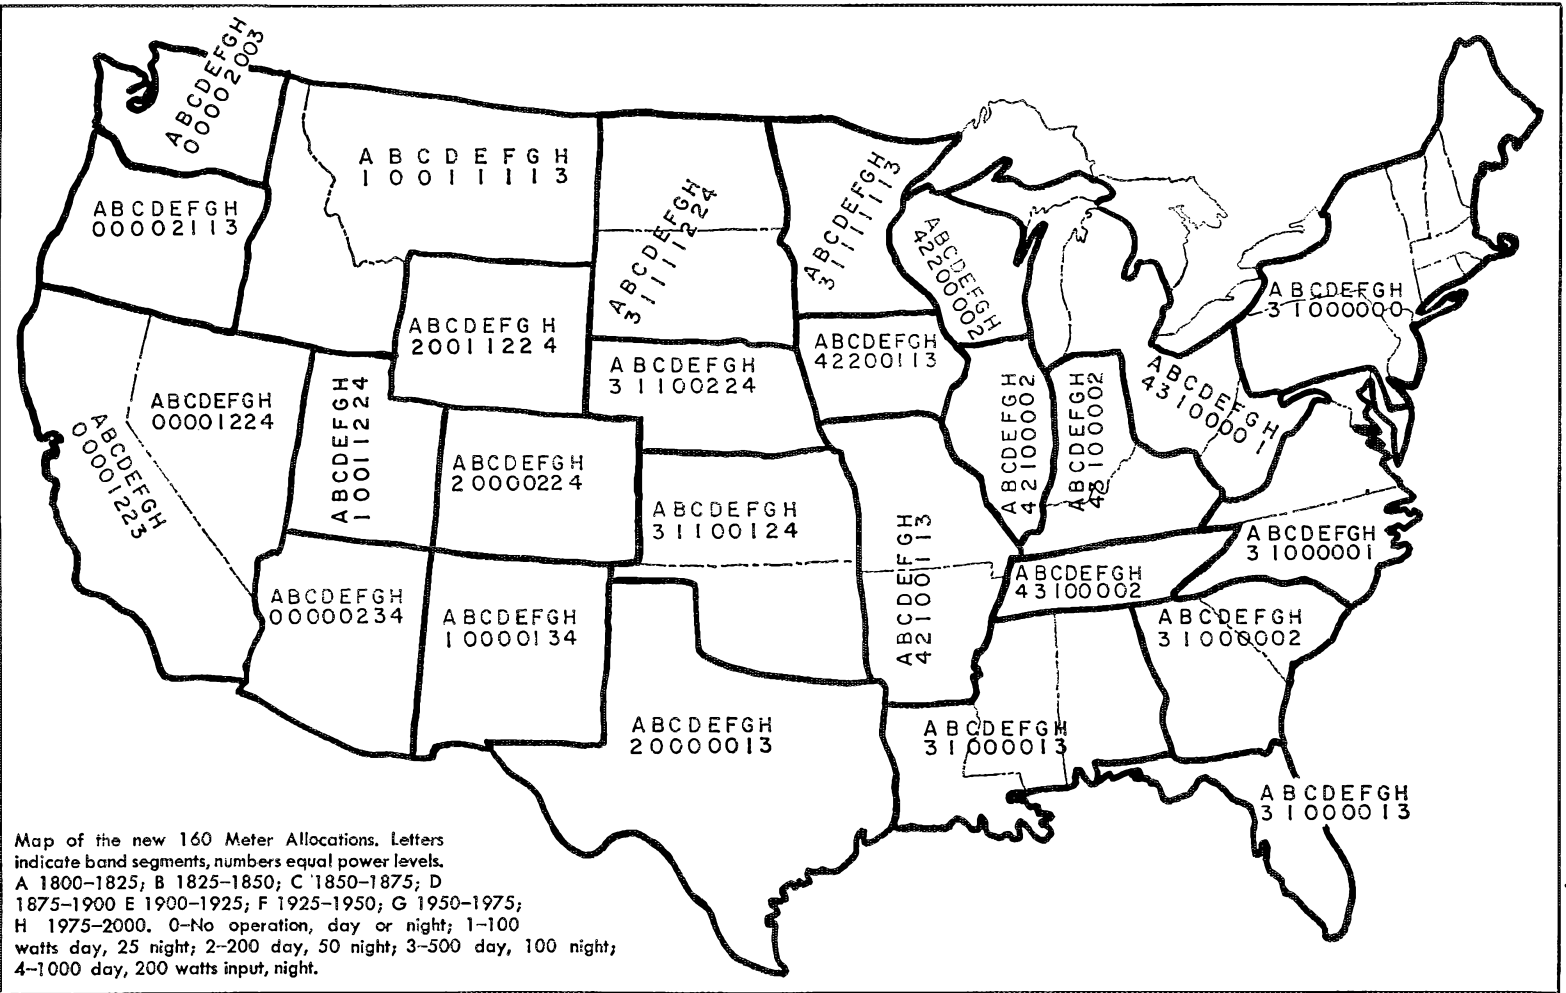 ABCDEFGH
00002003
ABCDEFGH
10011113
ABCDEFGH
00002113
ABCDEFGH
31111224
ABCDEFGH
31111113
ABCDEFGH
42200002
ABCDEFGH
31000000
ABCDEFGH
20011224
ABCDEFGH
42200113
ABCDEFGH
31100224
ABCDEFGH
43100001
ABCDEFGH
00001224
ABCDEFGH
10011224
ABCDEFGH
42100002
ABCDEFGH
43100002
ABCDEFGH
00001223
ABCDEFGH
20000224
ABCDEFGH
31100124
ABCDEFGH
42100113
ABCDEFGH
31000001
ABCDEFGH
43100002
ABCDEFGH
00000234
ABCDEFGH
10000134
ABCDEFGH
31000002
ABCDEFGH
20000013
ABCDEFGH
31000013
ABCDEFGH
31000013
Map of the new 160 Meter Allocations. Letters
indicate band segments, numbers equal power levels.
A 1800-1825; B 1825-1850; C 1850-1875; D
1875-1900 E 1900-1925; F 1925-1950; G 1950-1975;
H 1975-2000. 0-No operation, day or night; 1-100
watts day, 25 night; 2-200 day, 50 night; 3-500 day, 100 night;
4-1000 day, 200 watts input, night.